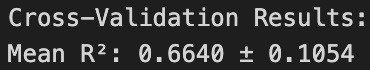 Cross-Validation Results:
Mean R²: 0.6640 ± 0.1054